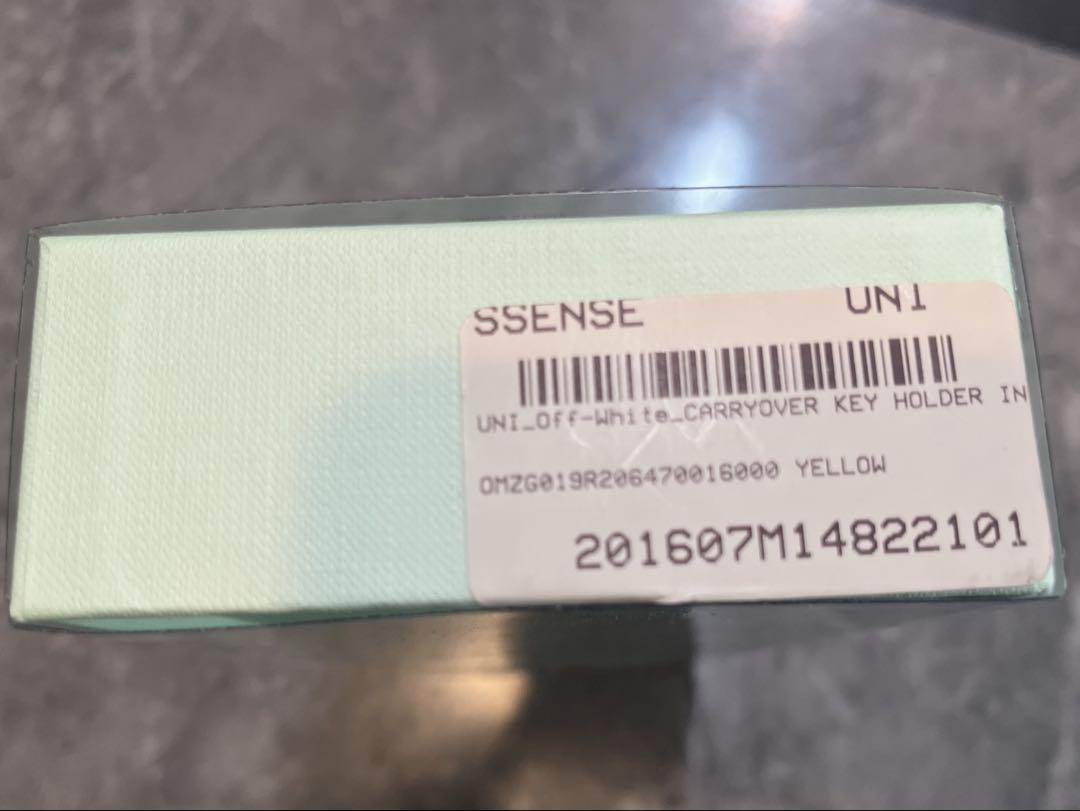 SSENSE UNI
UNI_Off-White_CARRYOVER KEY HOLDER IN
OMZG019R206470016000 YELLOW
201607M14822101